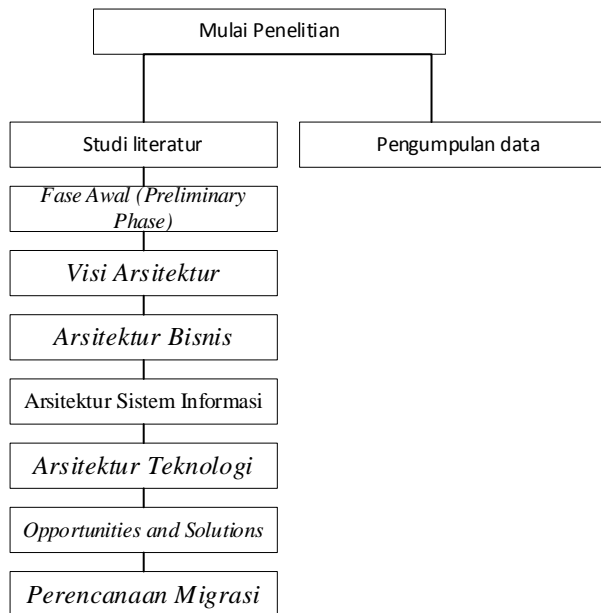 Mulai Penelitian
Studi literatur
Pengumpulan data
Fase Awal (Preliminary
Phase)
Visi Arsitektur
Arsitektur Bisnis
Arsitektur Sistem Informasi
Arsitektur Teknologi
Opportunities and Solutions
Perencanaan Migrasi